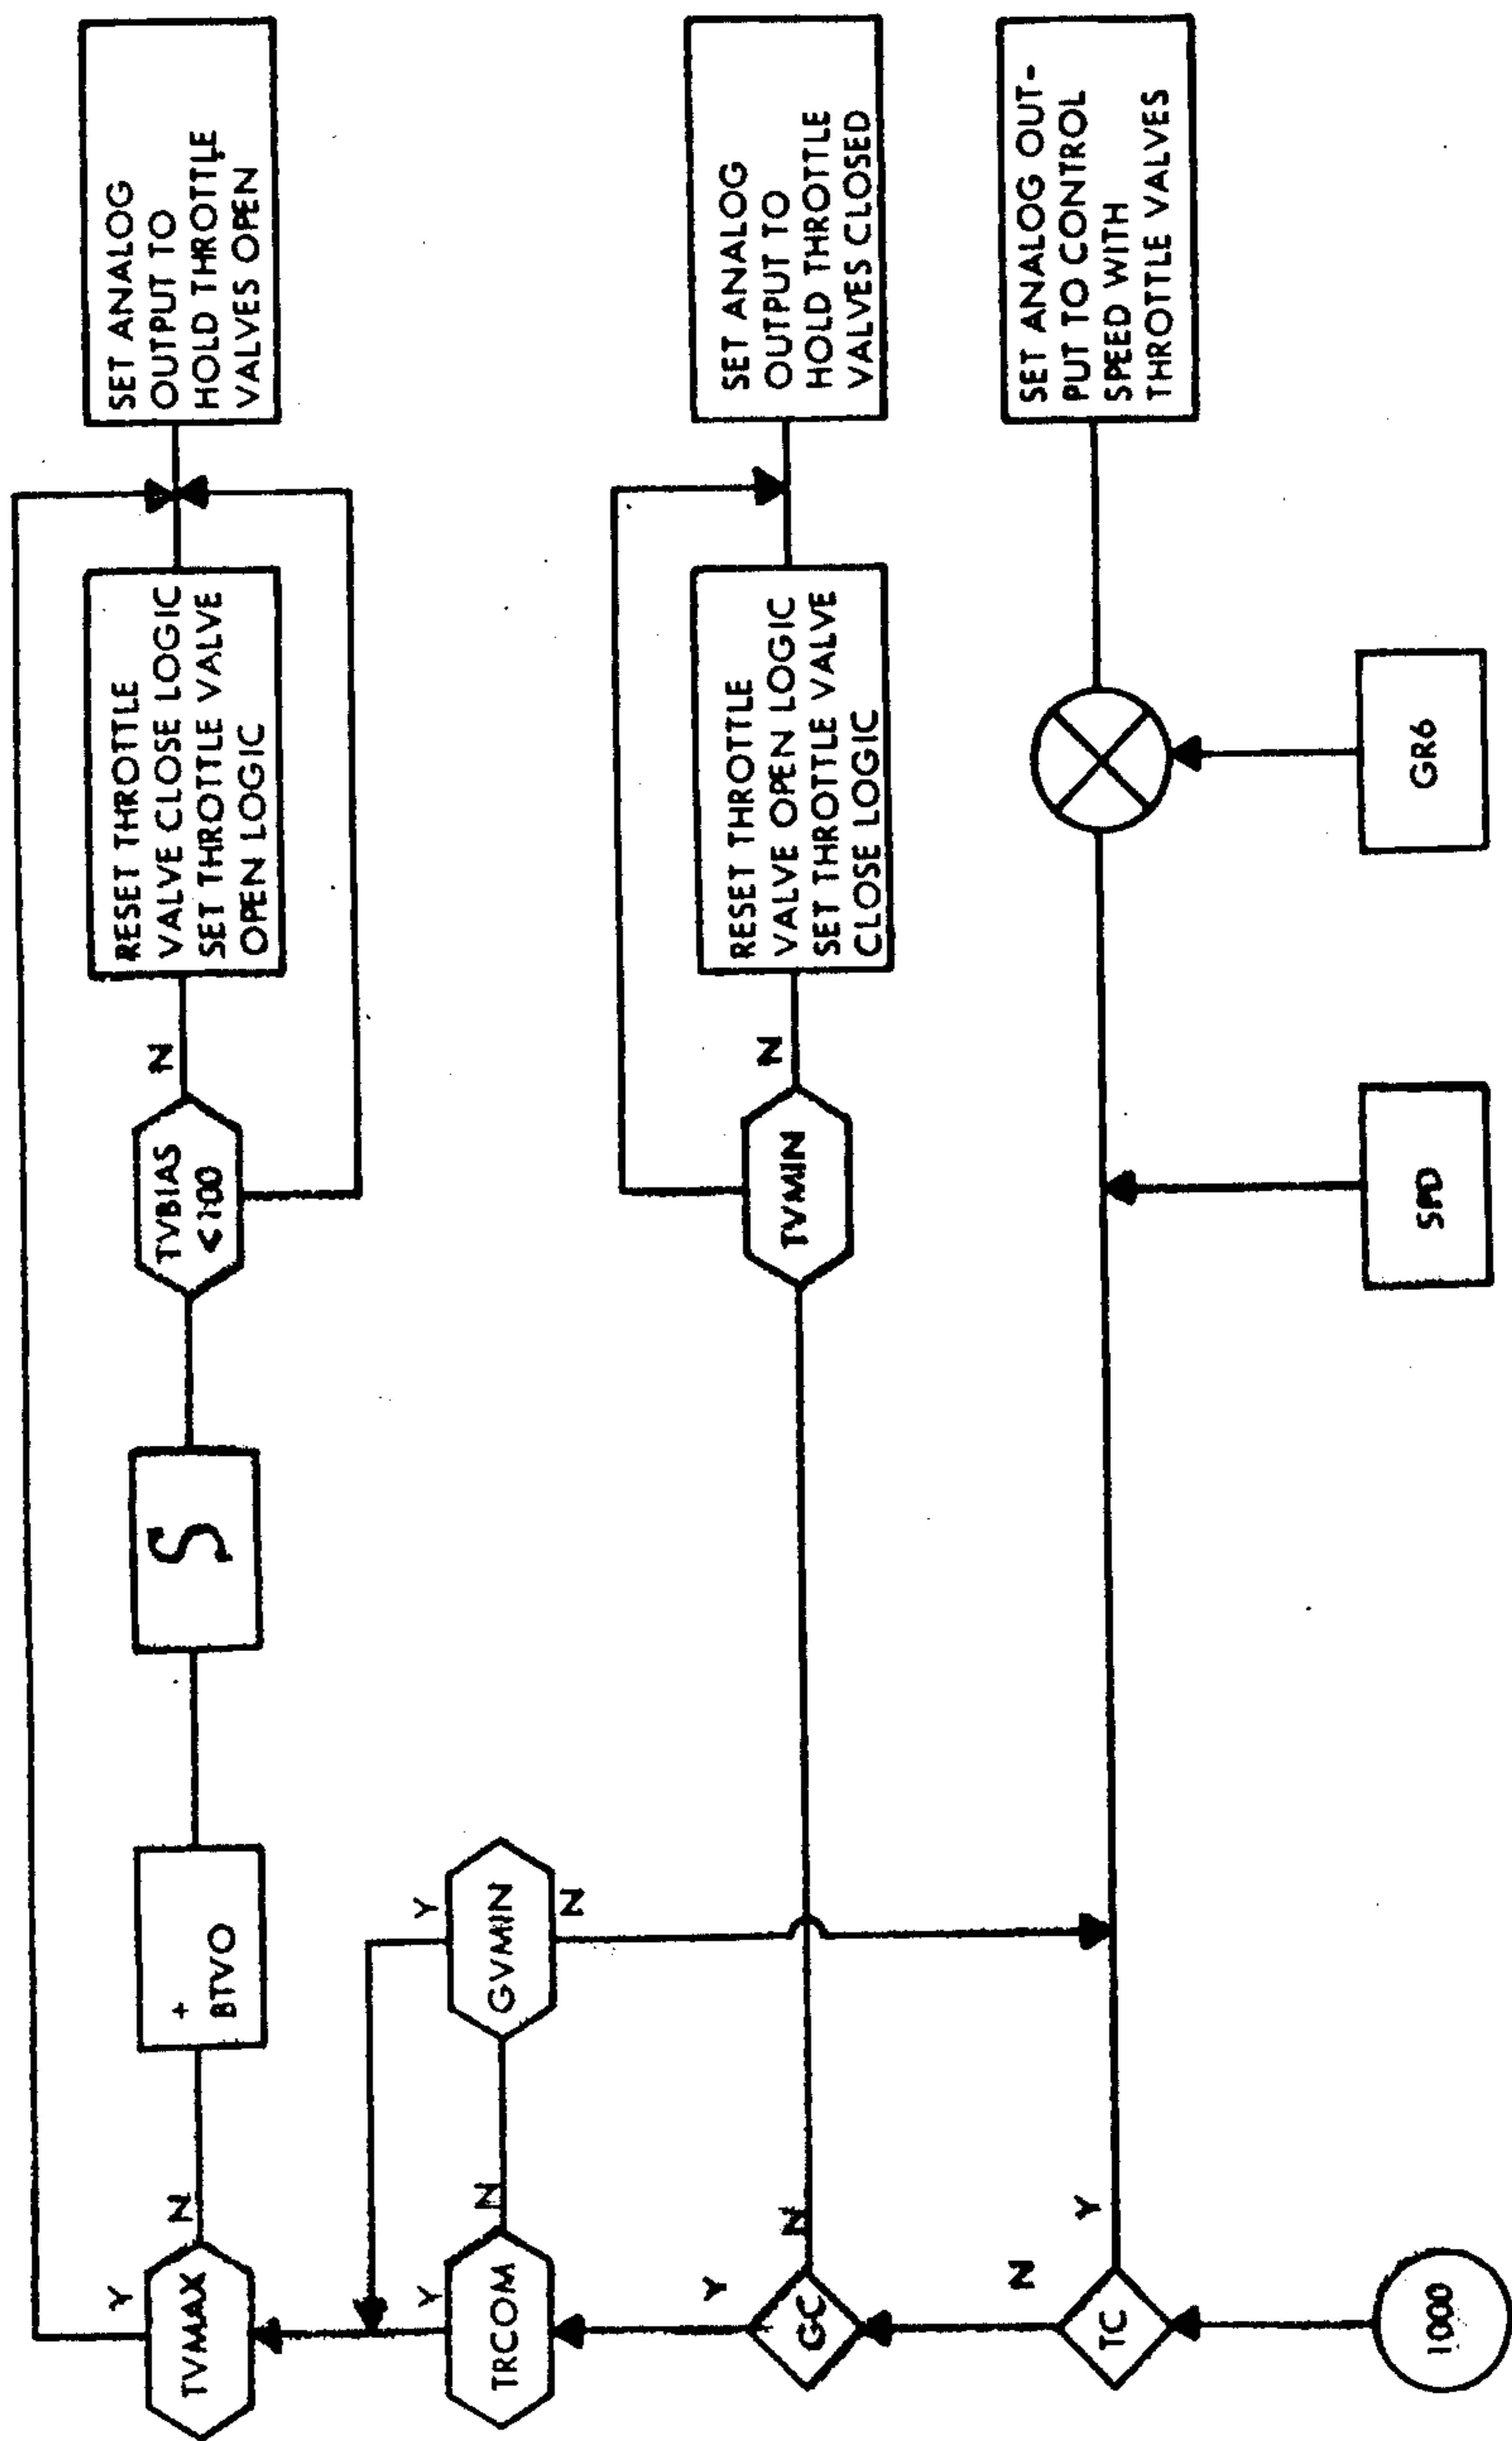 Y
TVMAX
N
+
BTVO
S
TVBIAS
<100
N
RESET THROTTLE
VALVE CLOSE LOGIC
SET THROTTLE VALVE
OPEN LOGIC
SET ANALOG
OUTPUT TO
HOLD THROTTLE
VALVES OPEN
Y
TRCOM
N
Y
GVMIN
N
Y
GC
N
TVMIN
N
RESET THROTTLE
VALVE OPEN LOGIC
SET THROTTLE VALVE
CLOSE LOGIC
SET ANALOG
OUTPUT TO
HOLD THROTTLE
VALVES CLOSED
N
TC
Y
SET ANALOG OUT-
PUT TO CONTROL
SPEED WITH
THROTTLE VALVES
1000
SPD
GR6